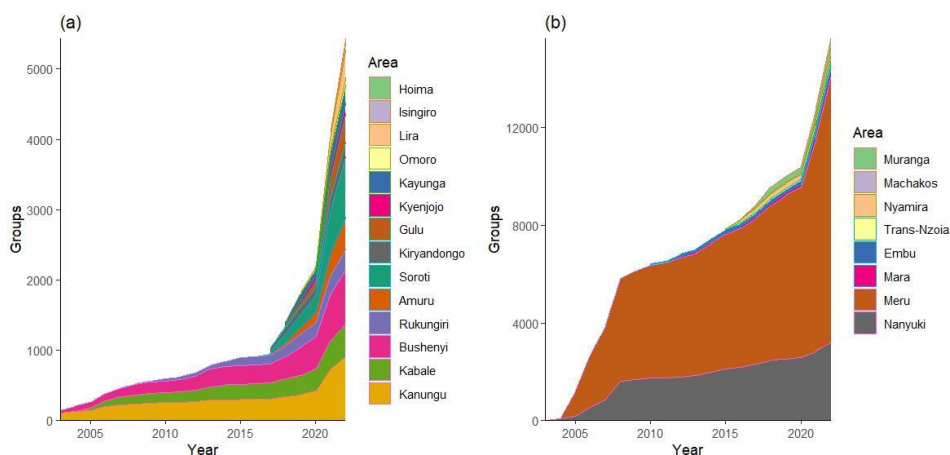 (a)
Groups
5000
4000
3000
2000
1000
0
2005
2010
2015
2020
Year
Area
Hoima
Isingiro
Lira
Omoro
Kayunga
Kyenjojo
Gulu
Kiryandongo
Soroti
Amuru
Rukungiri
Bushenyi
Kabale
Kanungu
(b)
Groups
12000
8000
4000
0
2005
2010
2015
2020
Year
Area
Muranga
Machakos
Nyamira
Trans-Nzoia
Embu
Mara
Meru
Nanyuki